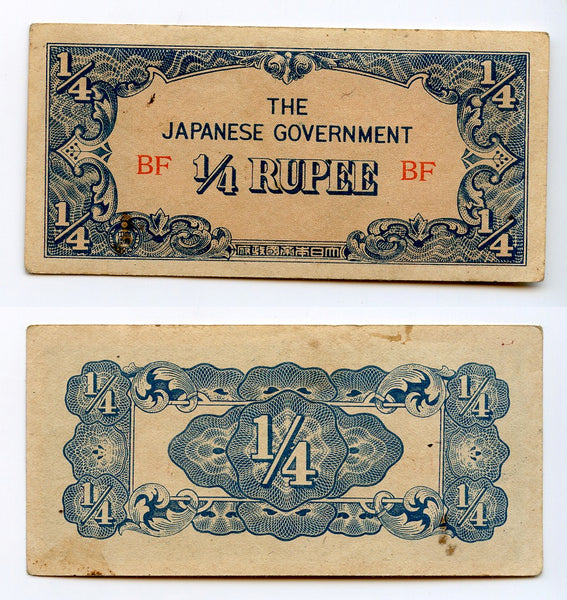 1/4 1/4
THE
JAPANESE GOVERNMENT
BF 1/4 RUPEE BF
1/4 1/4
1/4 1/4
1/4
1/4 1/4